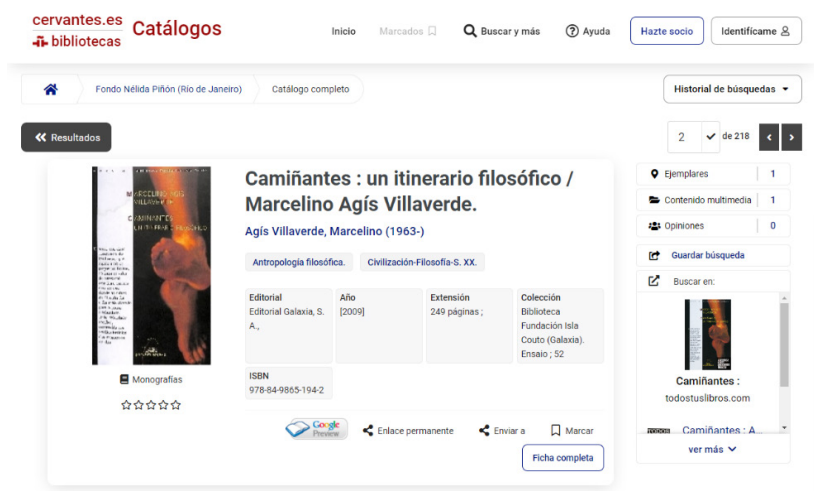 cervantes.es
bibliotecas
Catálogos
Inicio
Marcados
Buscar y más
Ayuda
Hazte socio
Identifícame
Fondo Nélida Piñón (Río de Janeiro)
Catálogo completo
Historial de búsquedas
Resultados
2
de 218
MARCELINO AGÍS
VILLAVERDE
CAMIÑANTES
UN ITINERARIO FILOSÓFICO
Monografías
Camiñantes : un itinerario filosófico /
Marcelino Agís Villaverde.
Agís Villaverde, Marcelino (1963-)
Antropología filosófica.
Civilización-Filosofía-S. XX.
Editorial
Editorial Galaxia, S.
A.,
Año
[2009]
Extensión
249 páginas ;
Colección
Biblioteca
Fundación Isla
Couto (Galaxia).
Ensaio ; 52
ISBN
978-84-9865-194-2
Google
Preview
Enlace permanente
Enviar a
Marcar
Ficha completa
Ejemplares 1
Contenido multimedia 1
Opiniones 0
Guardar búsqueda
Buscar en:
Camiñantes :
todostuslibros.com
Camiñantes : A...
ver más